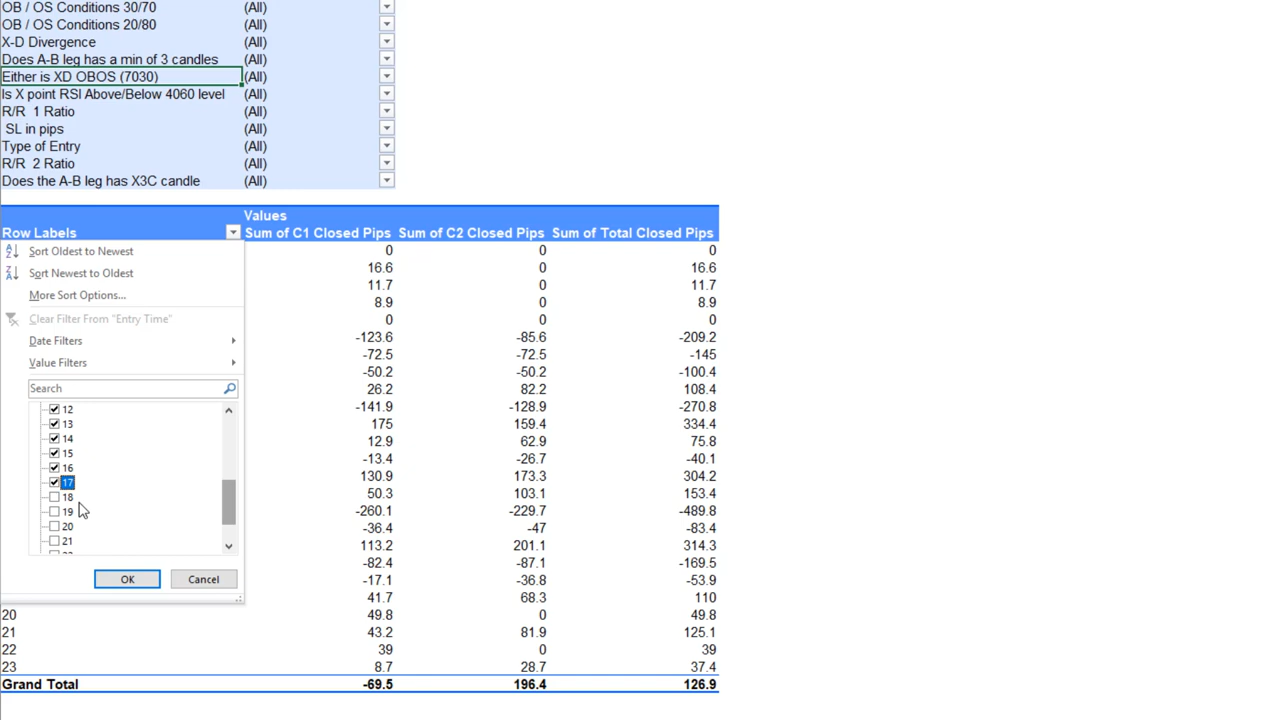 OB / OS Conditions 30/70 (All)
OB / OS Conditions 20/80 (All)
X-D Divergence (All)
Does A-B leg has a min of 3 candles (All)
Either is XD OBOS (7030) (All)
Is X point RSI Above/Below 4060 level (All)
R/R 1 Ratio (All)
SL in pips (All)
Type of Entry (All)
R/R 2 Ratio (All)
Does the A-B leg has X3C candle (All)
Values
Row Labels Sum of C1 Closed Pips Sum of C2 Closed Pips Sum of Total Closed Pips
Sort Oldest to Newest
Sort Newest to Oldest
More Sort Options...
Clear Filter From "Entry Time"
Date Filters
Value Filters
Search
12
13
14
15
16
17
18
19
20
21
OK Cancel
0 0 0
16.6 0 16.6
11.7 0 11.7
8.9 0 8.9
0 0 0
-123.6 -85.6 -209.2
-72.5 -72.5 -145
-50.2 -50.2 -100.4
26.2 82.2 108.4
-141.9 -128.9 -270.8
175 159.4 334.4
12.9 62.9 75.8
-13.4 -26.7 -40.1
130.9 173.3 304.2
50.3 103.1 153.4
-260.1 -229.7 -489.8
-36.4 -47 -83.4
113.2 201.1 314.3
-82.4 -87.1 -169.5
-17.1 -36.8 -53.9
41.7 68.3 110
20 49.8 0 49.8
21 43.2 81.9 125.1
22 39 0 39
23 8.7 28.7 37.4
Grand Total -69.5 196.4 126.9